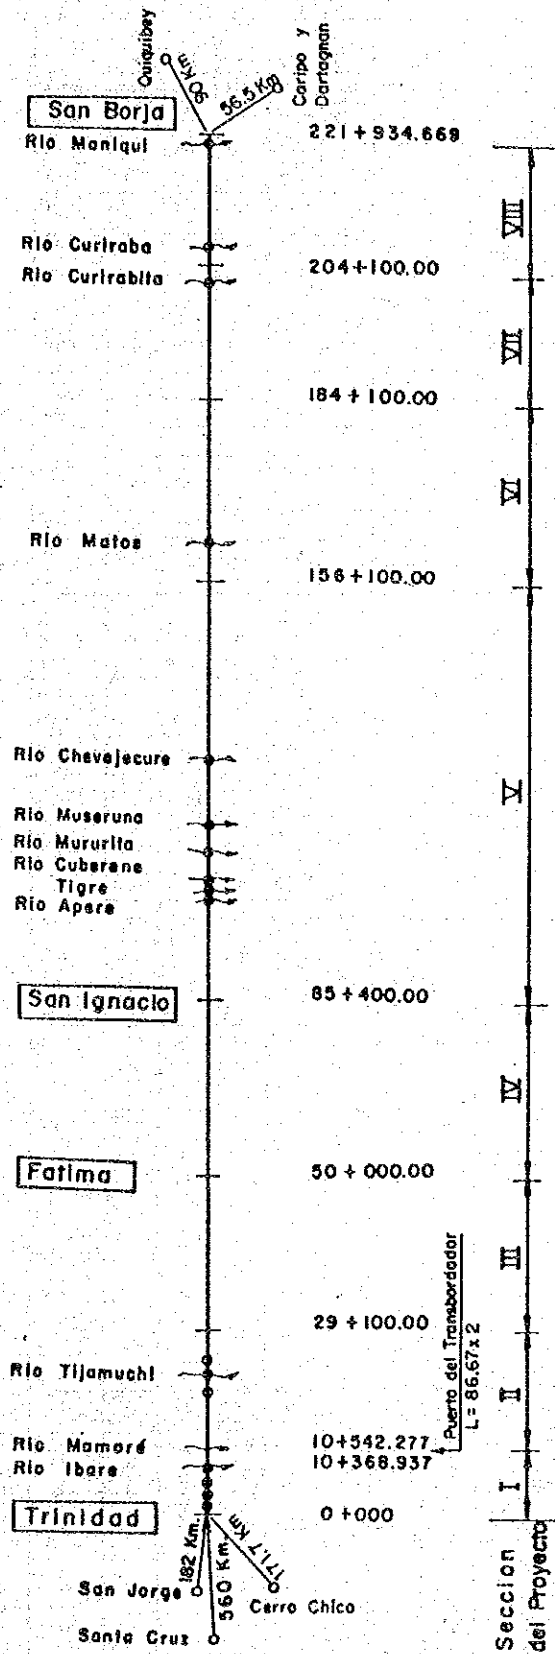 Quiquibey
90 Km
56.5 Km
Caripo y
Dartagnan
San Borja
221+934.669
Rio Maniqui
VIII
Rio Curiraba
204+100.00
Rio Curirabita
VII
184+100.00
VI
Rio Matos
156+100.00
Rio Chevejecure
V
Rio Museruna
Rio Mururita
Rio Cuberene
Tigre
Rio Apere
San Ignacio
85+400.00
IV
Fatima
50+000.00
III
29+100.00
Puerto del Transbordador
L=86.67x2
Rio Tijamuchi
II
Rio Mamoré
10+542.277
Rio Ibare
10+368.937
I
Trinidad
0+000
182 Km.
560 Km.
171.7 Km
San Jorge
Cerro Chico
Santa Cruz
Seccion
del Proyecto